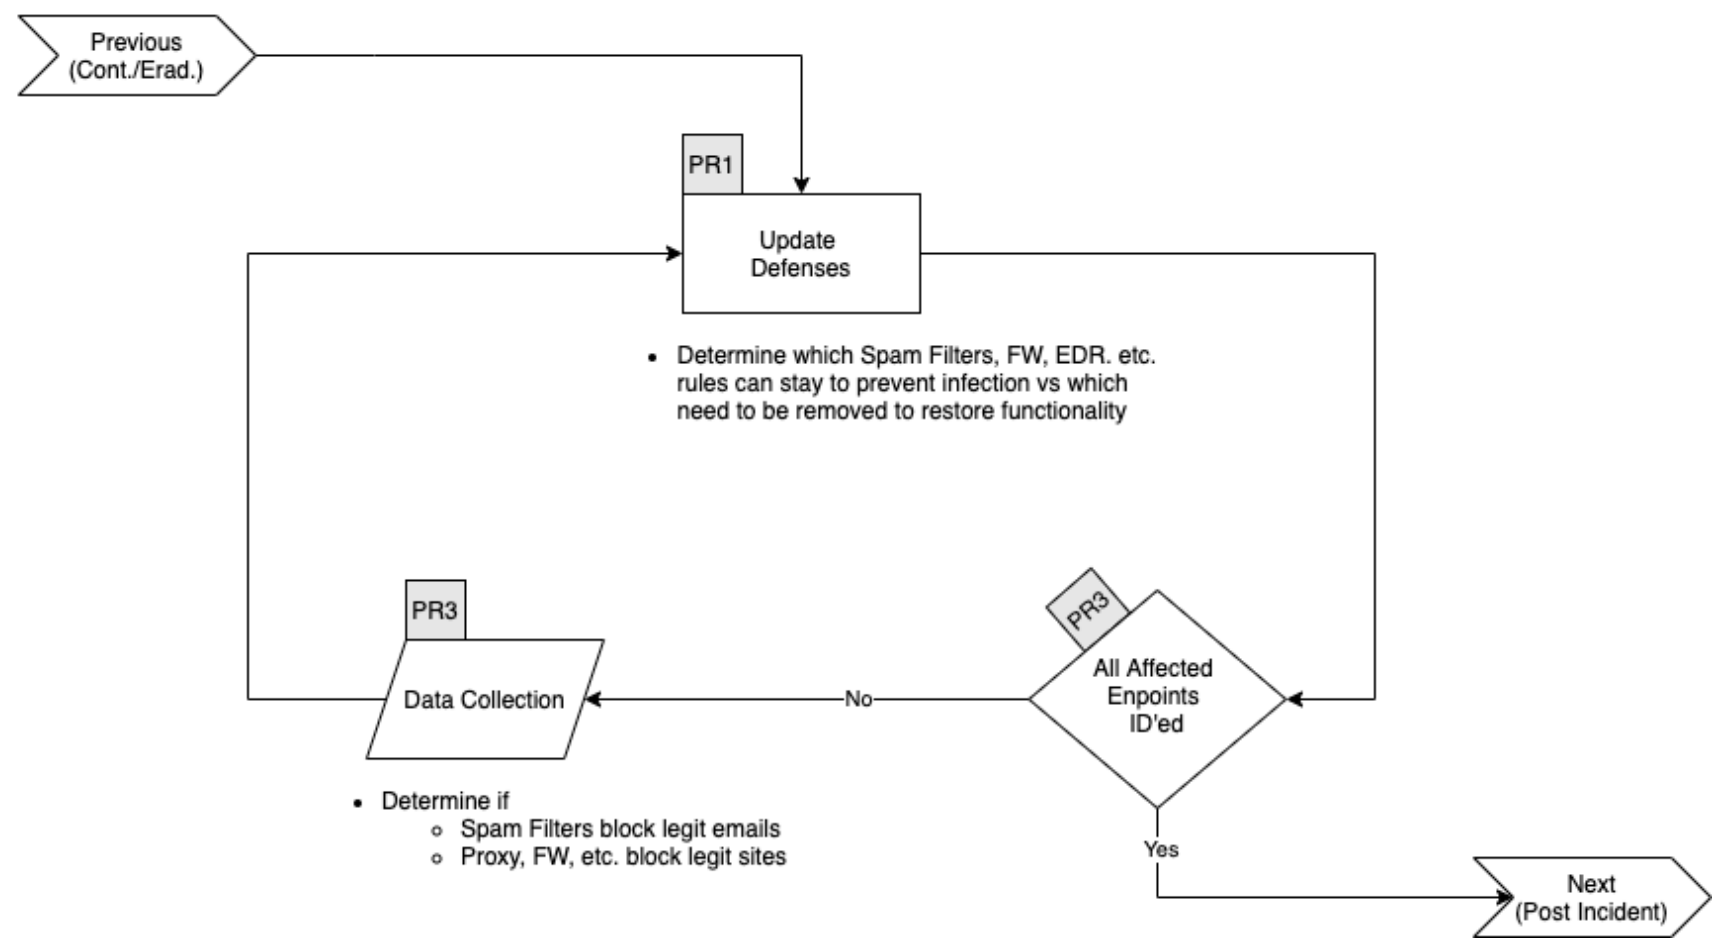 Previous
(Cont./Erad.)
PR1
Update
Defenses
• Determine which Spam Filters, FW, EDR. etc.
rules can stay to prevent infection vs which
need to be removed to restore functionality
PR3
Data Collection
• Determine if
○ Spam Filters block legit emails
○ Proxy, FW, etc. block legit sites
No
PR3
All Affected
Enpoints
ID'ed
Yes
Next
(Post Incident)